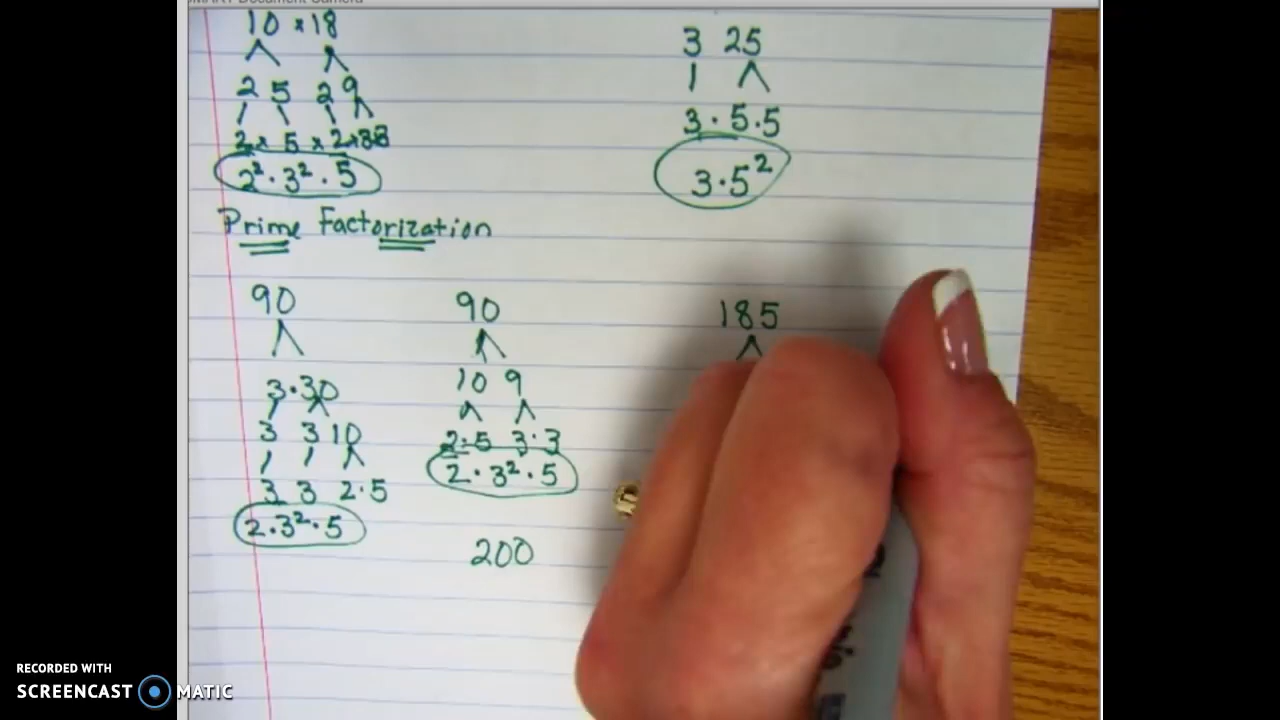 10 × 18
2 5 2 9
2 × 5 × 2 × 3 3
2² · 3² · 5
3 25
3 · 5 · 5
3 · 5²
Prime Factorization
90
3 · 30
3 3 10
3 3 2 · 5
2 · 3² · 5
90
10 9
2 · 5 3 · 3
2 · 3² · 5
200
185
RECORDED WITH
SCREENCAST MATIC